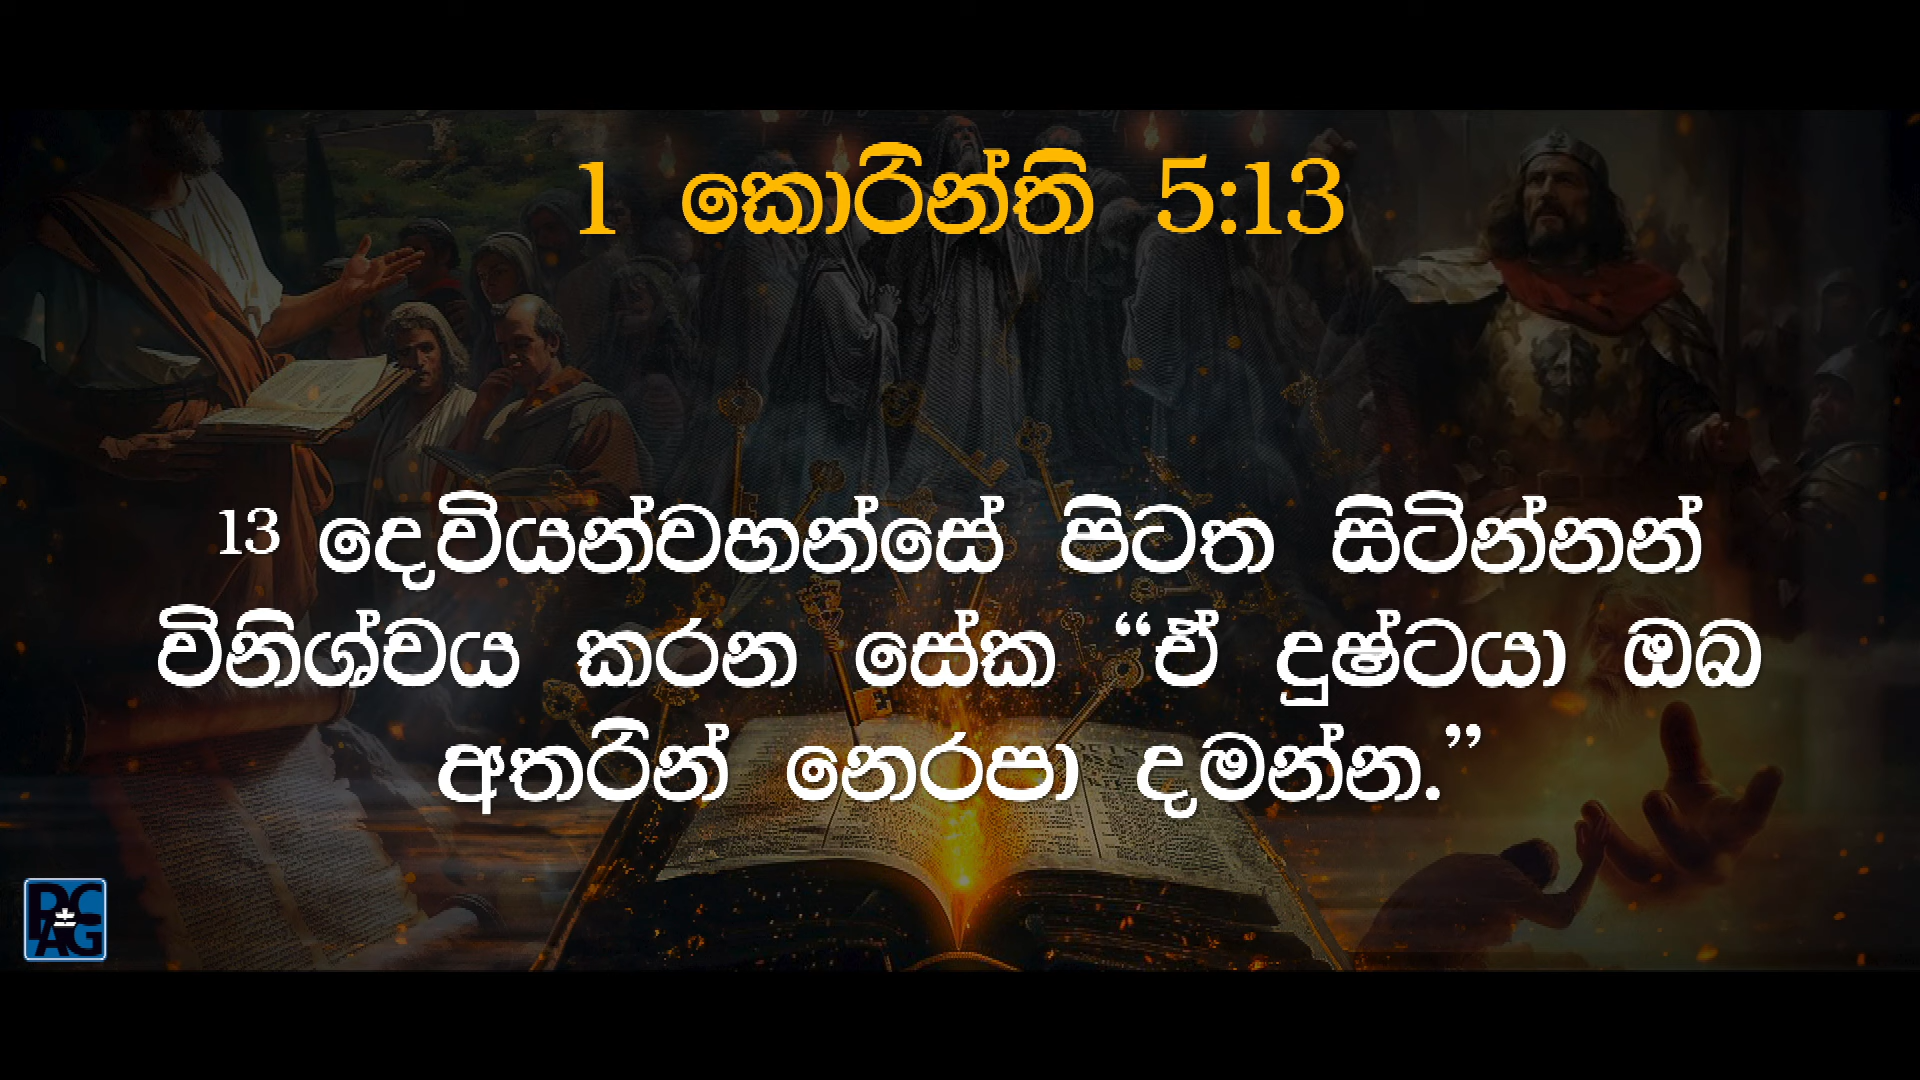 1 කොරින්ති 5:13
13 දෙවියන්වහන්සේ පිටත සිටින්නන්
විනිශ්චය කරන සේක “ඒ දුෂ්ටයා ඔබ
අතරින් නෙරපා දමන්න.”